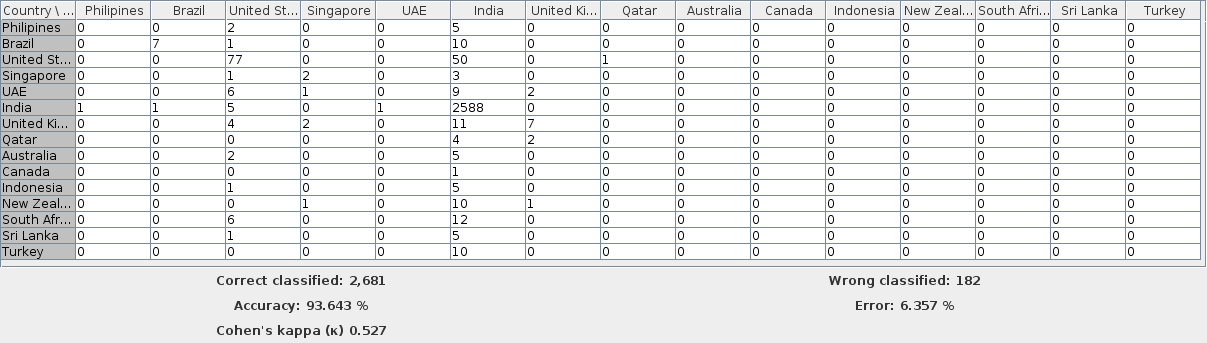 Country \ ... Philipines Brazil United St... Singapore UAE India United Ki... Qatar Australia Canada Indonesia New Zeal... South Afri... Sri Lanka Turkey
Philipines 0 0 2 0 0 5 0 0 0 0 0 0 0 0 0
Brazil 0 7 1 0 0 10 0 0 0 0 0 0 0 0 0
United St... 0 0 77 0 0 50 0 1 0 0 0 0 0 0 0
Singapore 0 0 1 2 0 3 0 0 0 0 0 0 0 0 0
UAE 0 0 6 1 0 9 2 0 0 0 0 0 0 0 0
India 1 1 5 0 1 2588 0 0 0 0 0 0 0 0 0
United Ki... 0 0 4 2 0 11 7 0 0 0 0 0 0 0 0
Qatar 0 0 0 0 0 4 2 0 0 0 0 0 0 0 0
Australia 0 0 2 0 0 5 0 0 0 0 0 0 0 0 0
Canada 0 0 0 0 0 1 0 0 0 0 0 0 0 0 0
Indonesia 0 0 1 0 0 5 0 0 0 0 0 0 0 0 0
New Zeal... 0 0 0 1 0 10 1 0 0 0 0 0 0 0 0
South Afr... 0 0 6 0 0 12 0 0 0 0 0 0 0 0 0
Sri Lanka 0 0 1 0 0 5 0 0 0 0 0 0 0 0 0
Turkey 0 0 0 0 0 10 0 0 0 0 0 0 0 0 0
Correct classified: 2,681 Wrong classified: 182
Accuracy: 93.643 % Error: 6.357 %
Cohen's kappa (κ) 0.527